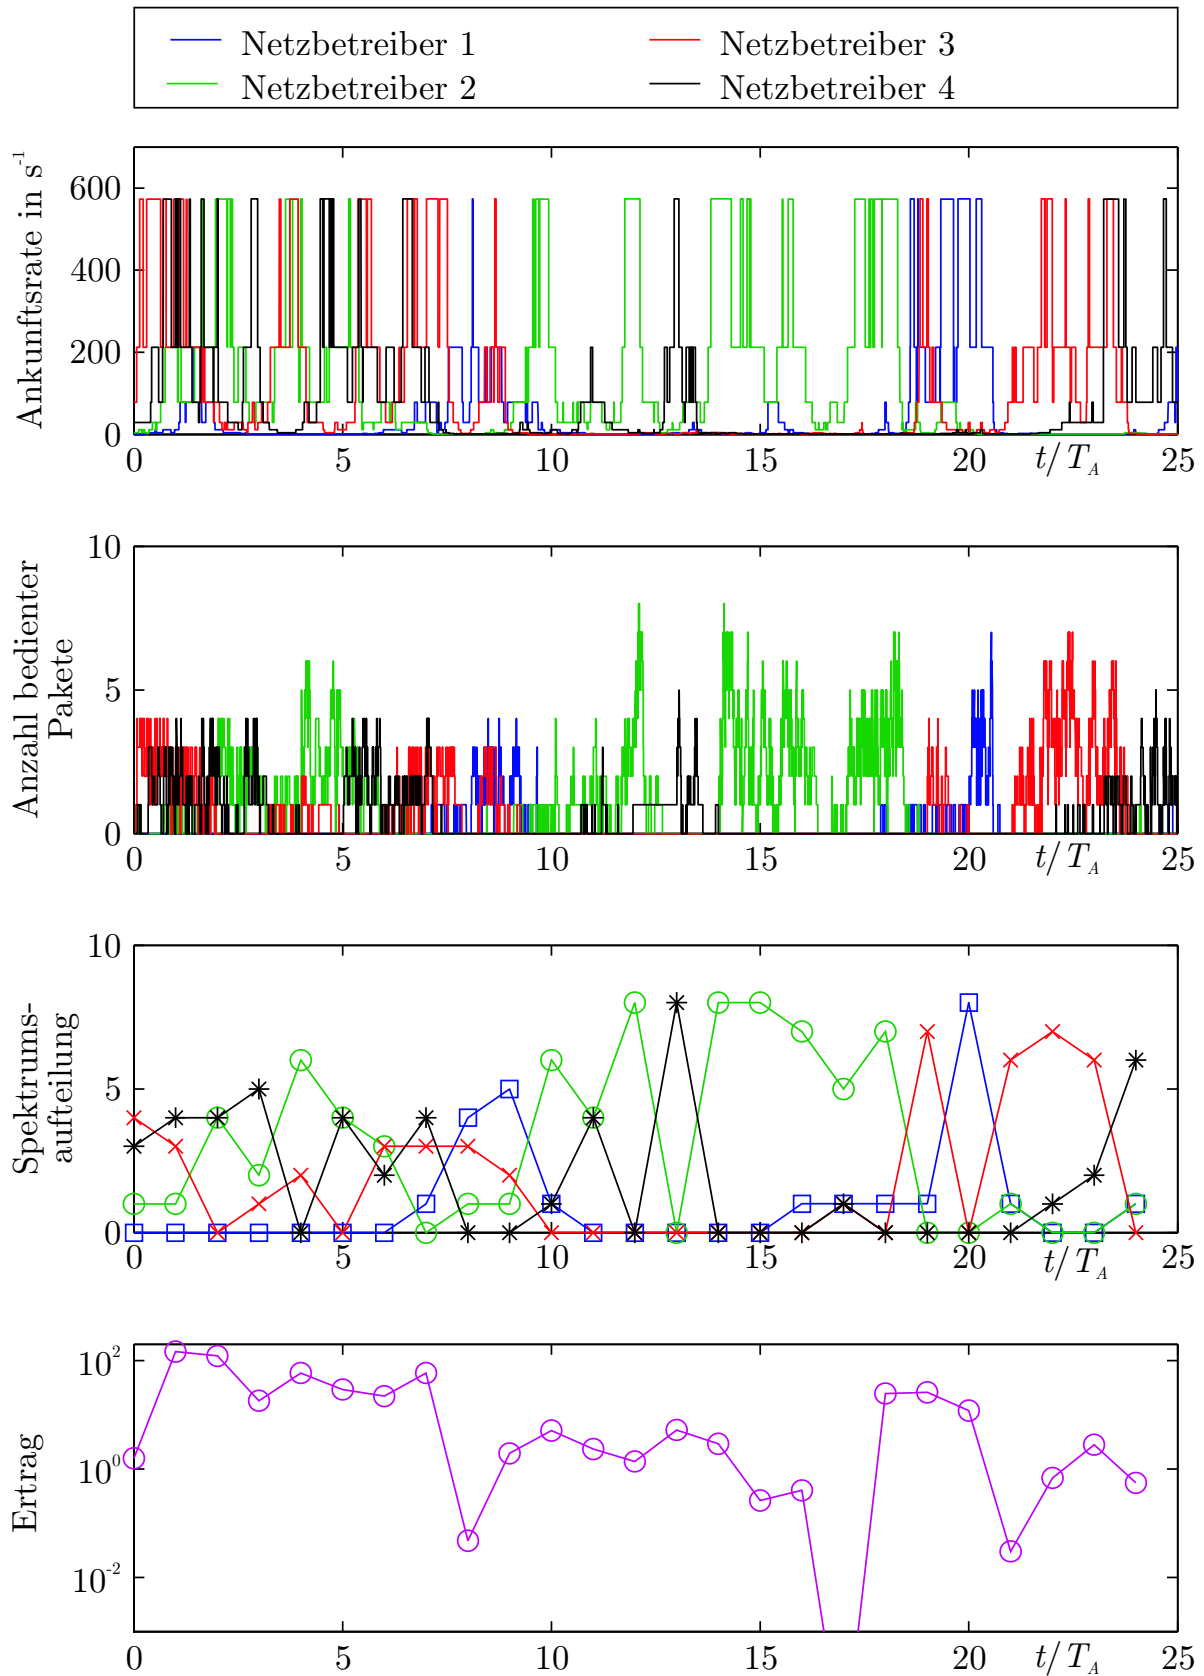 Netzbetreiber 1 Netzbetreiber 3
Netzbetreiber 2 Netzbetreiber 4
Ankunftsrate in s⁻¹
600
400
200
0
0 5 10 15 20 t/T_A 25
Anzahl bedienter
Pakete
10
5
0
0 5 10 15 20 t/T_A 25
Spektrums-
aufteilung
10
5
0
0 5 10 15 20 t/T_A 25
Ertrag
10²
10⁰
10⁻²
0 5 10 15 20 t/T_A 25